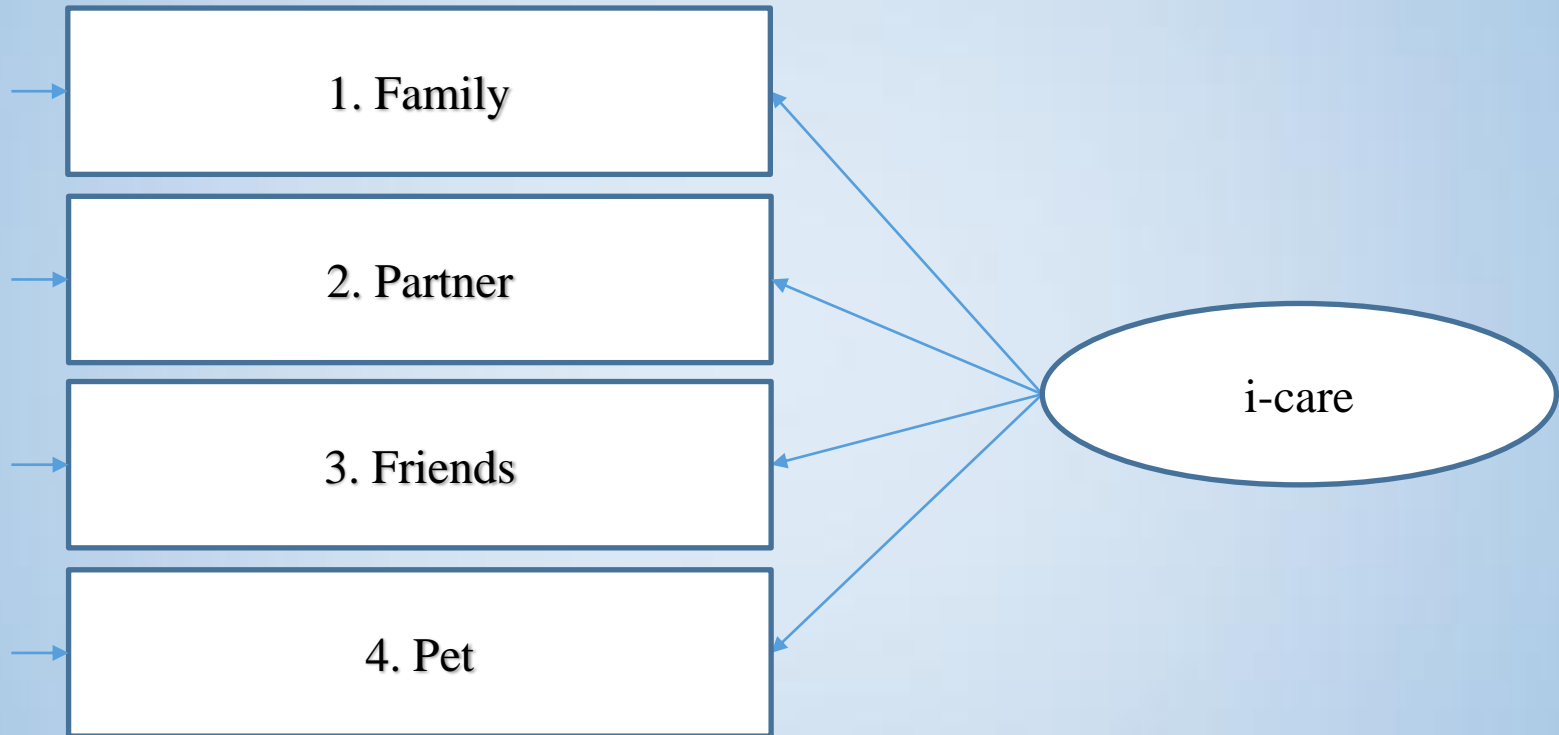 1. Family
2. Partner
3. Friends
4. Pet
i-care